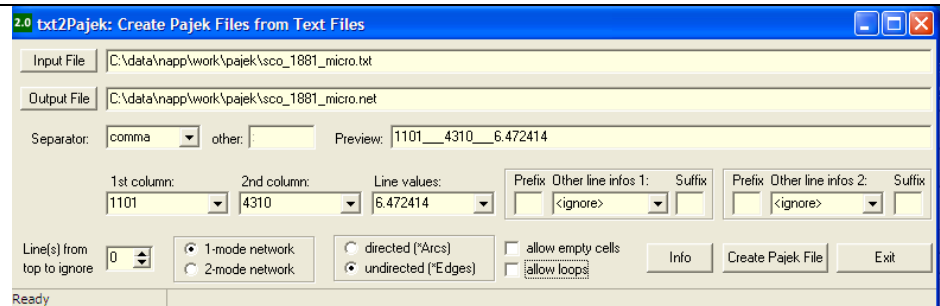 2.0 txt2Pajek: Create Pajek Files from Text Files
Input File C:\data\napp\work\pajek\sco_1881_micro.txt
Output File C:\data\napp\work\pajek\sco_1881_micro.net
Separator: comma other: : Preview: 1101___4310___6.472414
1st column: 2nd column: Line values: Prefix Other line infos 1: Suffix Prefix Other line infos 2: Suffix
1101 4310 6.472414 <ignore> <ignore>
Line(s) from top to ignore 0 1-mode network directed (*Arcs) allow empty cells Info Create Pajek File Exit
2-mode network undirected (*Edges) allow loops
Ready